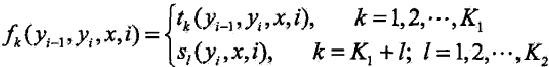 f_k(y_{i-1}, y_i, x, i) = { t_k(y_{i-1}, y_i, x, i), k = 1, 2, ⋯, K_1
s_l(y_i, x, i), k = K_1 + l; l = 1, 2, ⋯, K_2